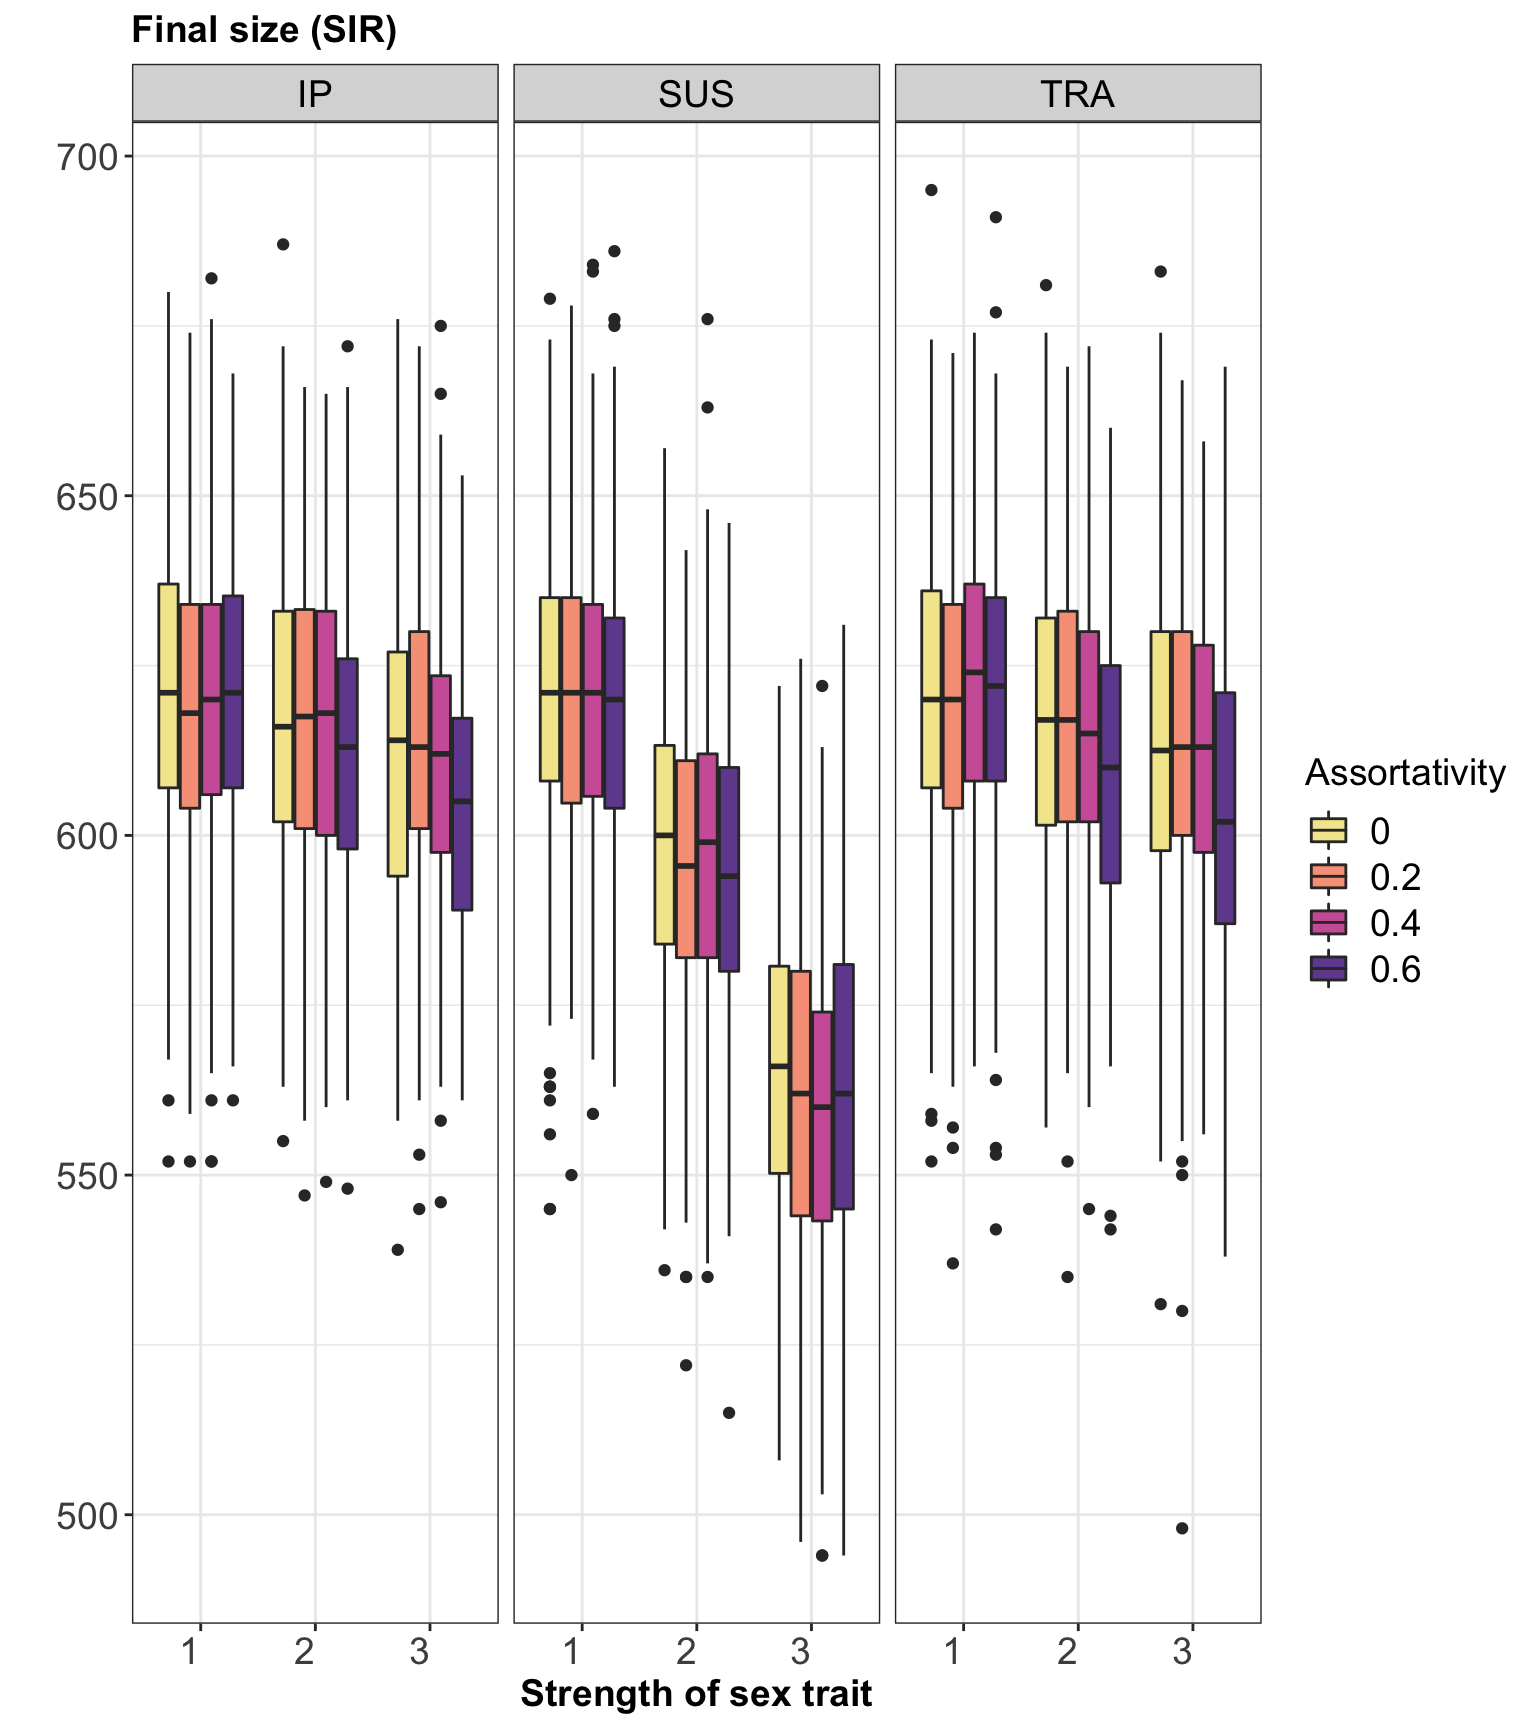 Final size (SIR)
IP SUS TRA
700
650
600
550
500
1 2 3 1 2 3 1 2 3
Strength of sex trait
Assortativity
0
0.2
0.4
0.6